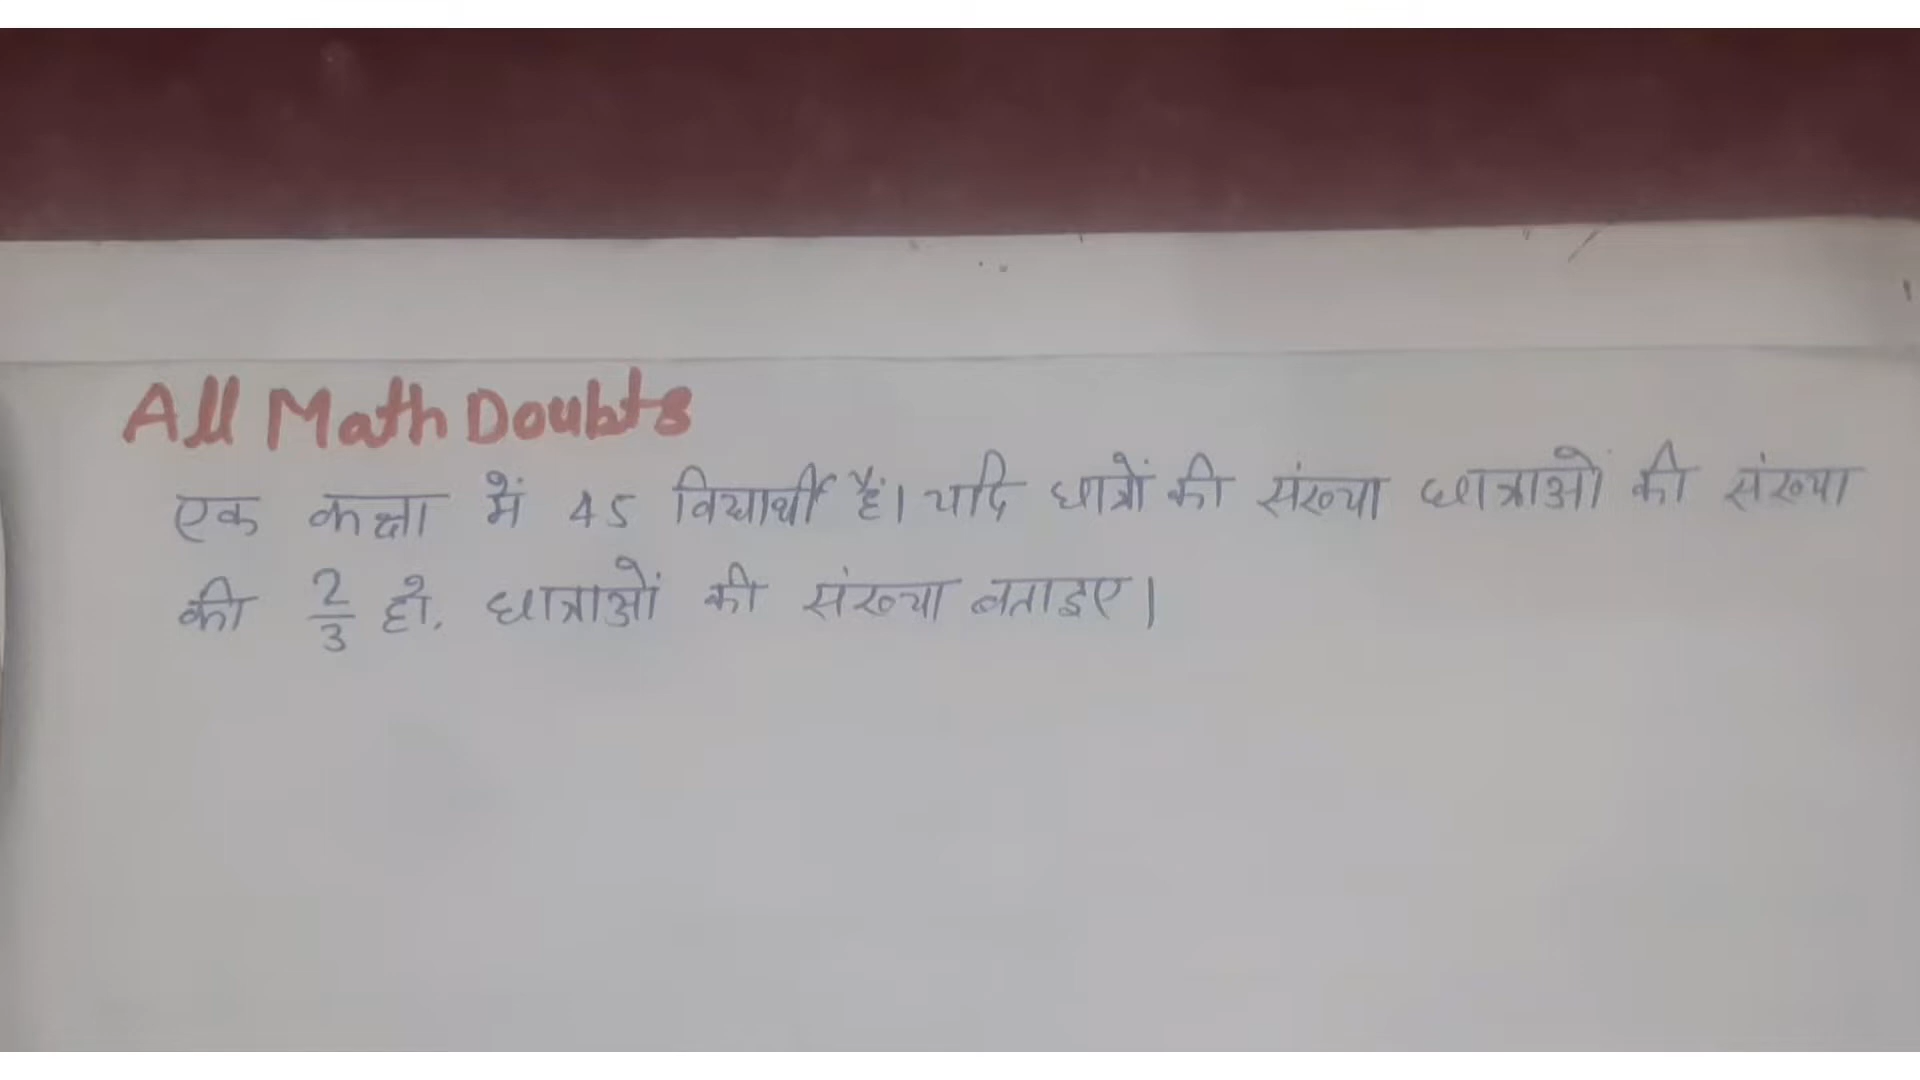 All Math Doubts
एक कक्षा में 45 विद्यार्थी हैं। यदि छात्रों की संख्या छात्राओं की संख्या
की 2/3 हो, छात्राओं की संख्या बताइए।